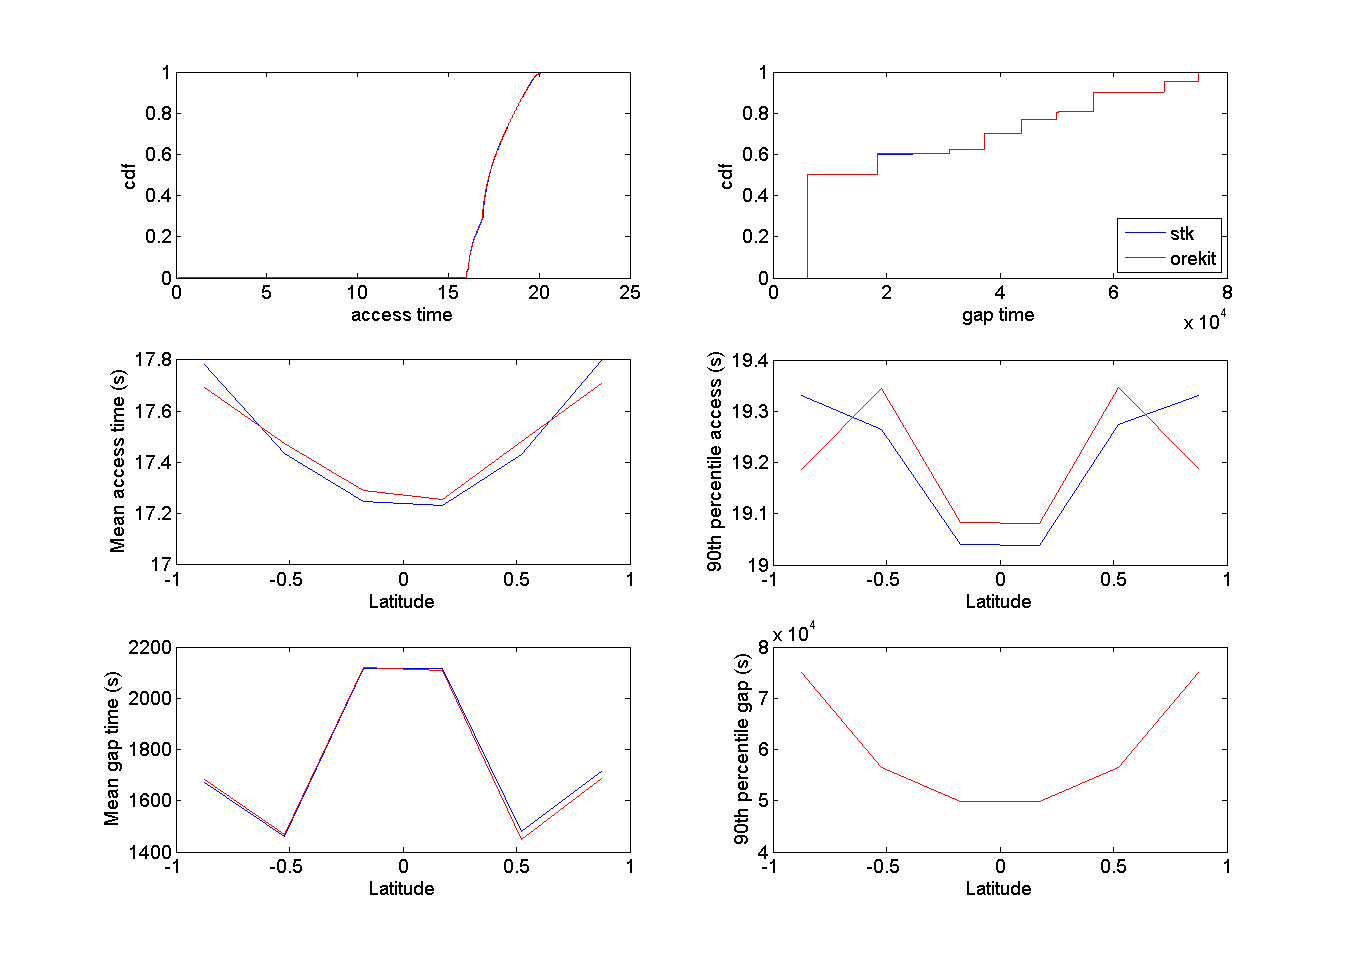 1
0.8
0.6
0.4
0.2
0
cdf
0 5 10 15 20 25
access time
1
0.8
0.6
0.4
0.2
0
cdf
stk
orekit
0 2 4 6 8
gap time
x 10^4
17.8
17.6
17.4
17.2
17
Mean access time (s)
-1 -0.5 0 0.5 1
Latitude
19.4
19.3
19.2
19.1
19
90th percentile access (s)
-1 -0.5 0 0.5 1
Latitude
2200
2000
1800
1600
1400
Mean gap time (s)
-1 -0.5 0 0.5 1
Latitude
x 10^4
8
7
6
5
4
90th percentile gap (s)
-1 -0.5 0 0.5 1
Latitude